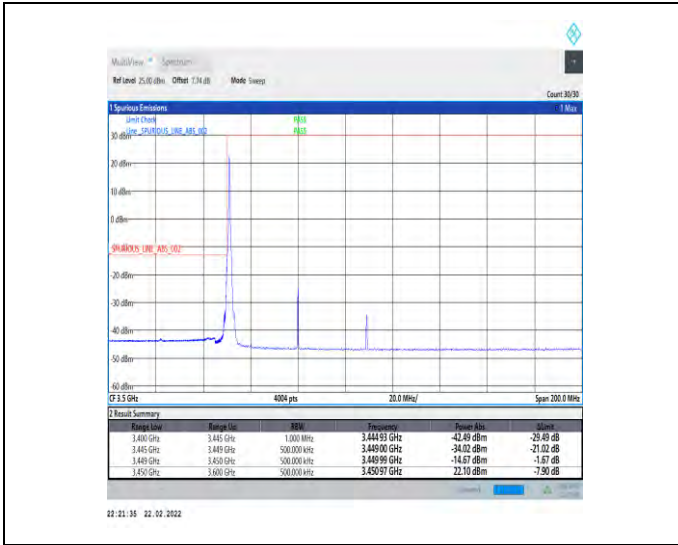 MultiView Spectrum
Ref Level 25.00 dBm Offset 7.74 dB Mode Sweep
Count 30/30
1 Spurious Emissions 1 Max
Limit Check PASS
Line _SPURIOUS_LINE_ABS_002 PASS
30 dBm
20 dBm
10 dBm
0 dBm
_SPURIOUS_LINE_ABS_002
-20 dBm
-30 dBm
-40 dBm
-50 dBm
-60 dBm
CF 3.5 GHz 4004 pts 20.0 MHz/ Span 200.0 MHz
2 Result Summary
Range Low Range Up RBW Frequency Power Abs ΔLimit
3.400 GHz 3.445 GHz 1.000 MHz 3.44493 GHz -42.49 dBm -29.49 dB
3.445 GHz 3.449 GHz 500.000 kHz 3.44900 GHz -34.02 dBm -21.02 dB
3.449 GHz 3.450 GHz 500.000 kHz 3.44999 GHz -14.67 dBm -1.67 dB
3.450 GHz 3.600 GHz 500.000 kHz 3.45097 GHz 22.10 dBm -7.90 dB
22:21:35 22.02.2022